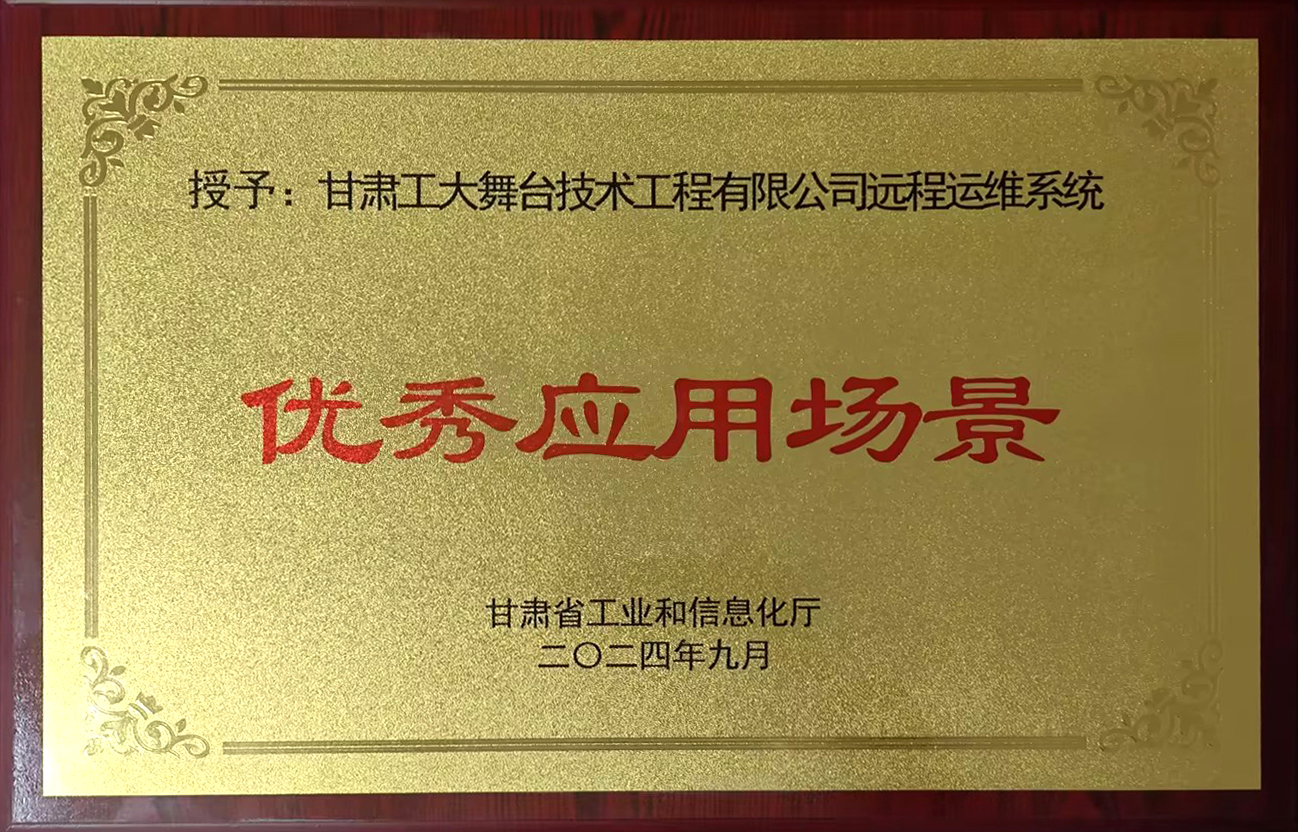 授予：甘肃工大舞台技术工程有限公司远程运维系统
优秀应用场景
甘肃省工业和信息化厅
二〇二四年九月